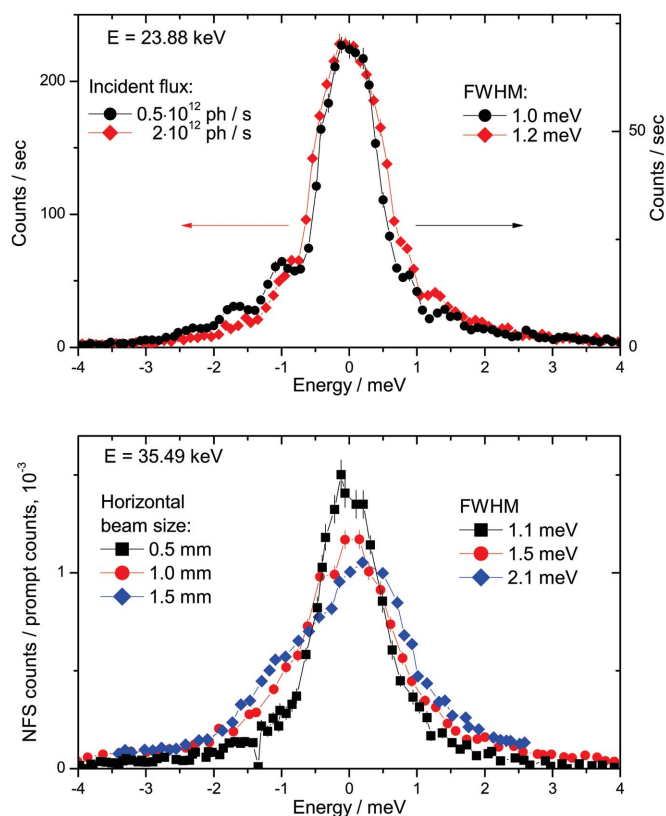 E = 23.88 keV
Incident flux:
0.5·10¹² ph / s
2·10¹² ph / s
FWHM:
1.0 meV
1.2 meV
Counts / sec
200
100
0
50
0
Counts / sec
-4 -3 -2 -1 0 1 2 3 4
Energy / meV
E = 35.49 keV
Horizontal
beam size:
0.5 mm
1.0 mm
1.5 mm
FWHM
1.1 meV
1.5 meV
2.1 meV
NFS counts / prompt counts, 10⁻³
1
0
-4 -3 -2 -1 0 1 2 3 4
Energy / meV